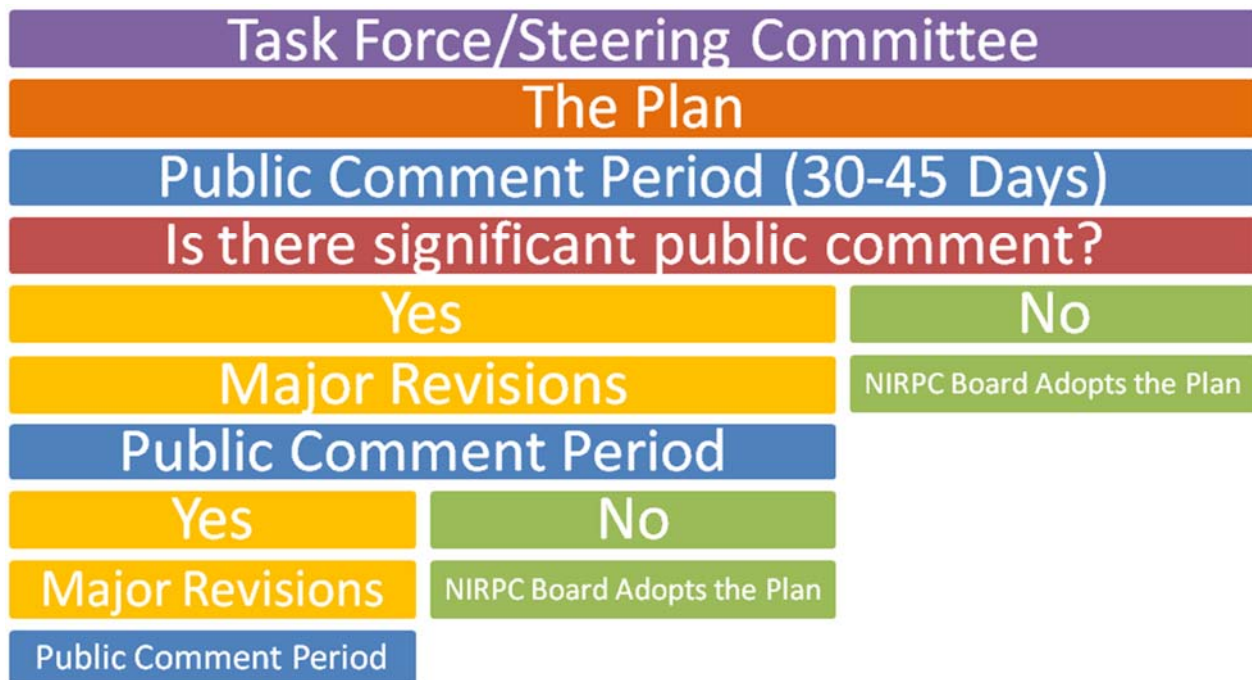 Task Force/Steering Committee
The Plan
Public Comment Period (30-45 Days)
Is there significant public comment?
Yes
No
Major Revisions
NIRPC Board Adopts the Plan
Public Comment Period
Yes
No
Major Revisions
NIRPC Board Adopts the Plan
Public Comment Period